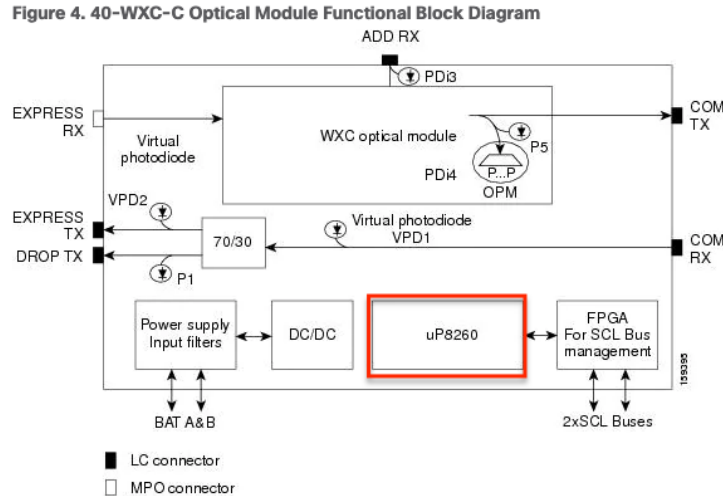 Figure 4. 40-WXC-C Optical Module Functional Block Diagram
ADD RX
PDi3
EXPRESS
RX
COM
TX
WXC optical module
Virtual
photodiode
P5
PDi4
P...P
OPM
VPD2
EXPRESS
TX
Virtual photodiode
VPD1
70/30
DROP TX
COM
RX
P1
Power supply
Input filters
DC/DC
uP8260
FPGA
For SCL Bus
management
159395
BAT A&B
2xSCL Buses
LC connector
MPO connector